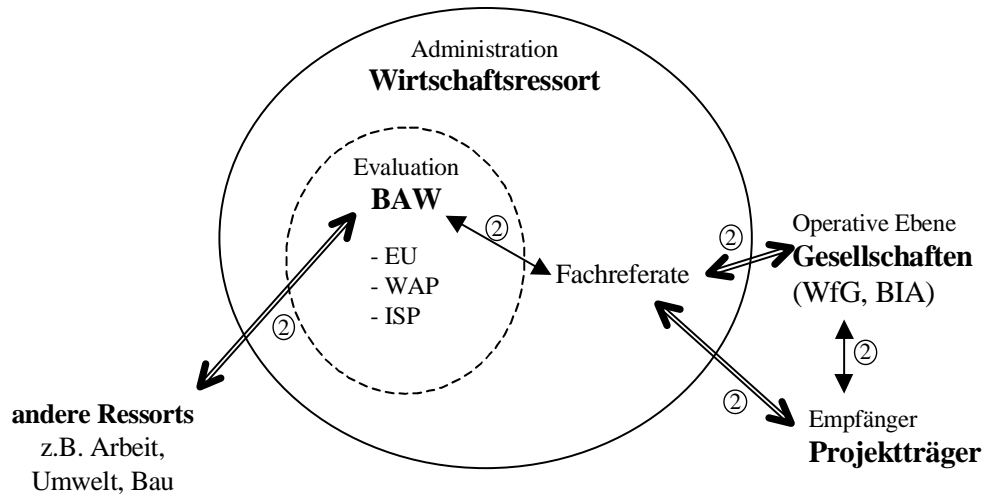 Administration
Wirtschaftsressort
Evaluation
BAW
- EU
- WAP
- ISP
②
Fachreferate
②
Operative Ebene
Gesellschaften
(WfG, BIA)
②
②
②
andere Ressorts
z.B. Arbeit,
Umwelt, Bau
Empfänger
Projektträger